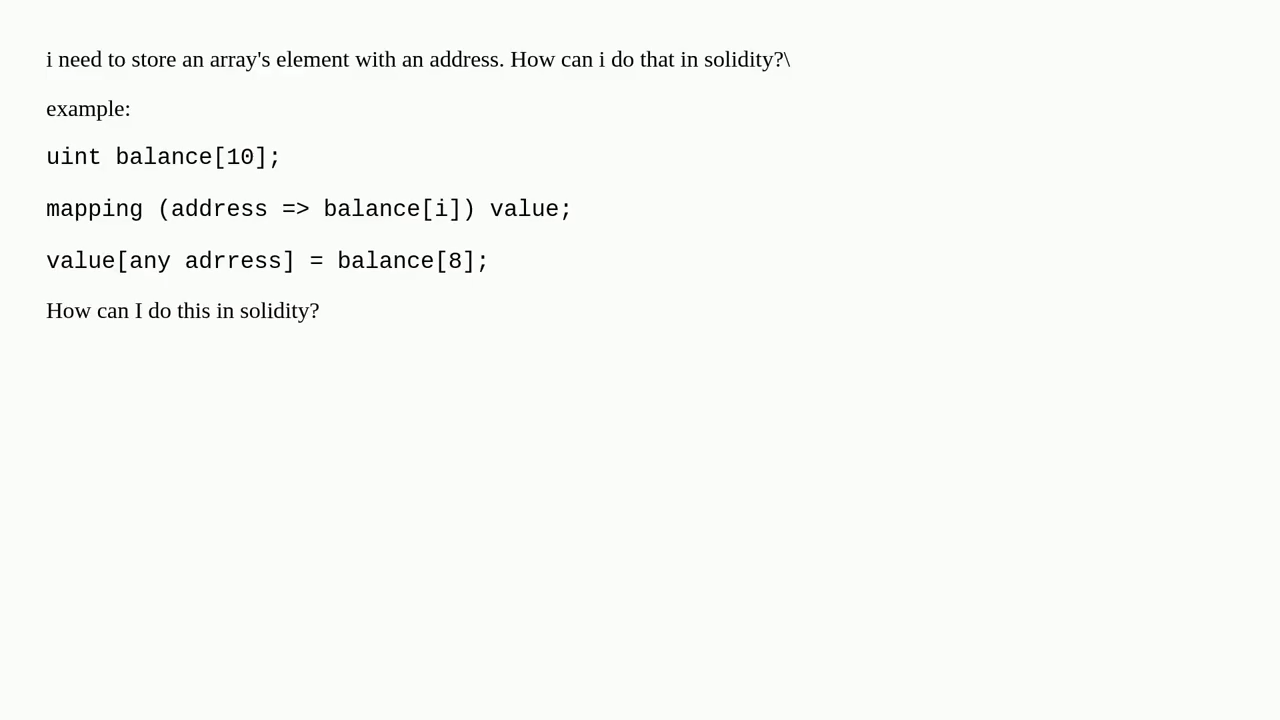 i need to store an array's element with an address. How can i do that in solidity?\
example:
uint balance[10];
mapping (address => balance[i]) value;
value[any adrress] = balance[8];
How can I do this in solidity?